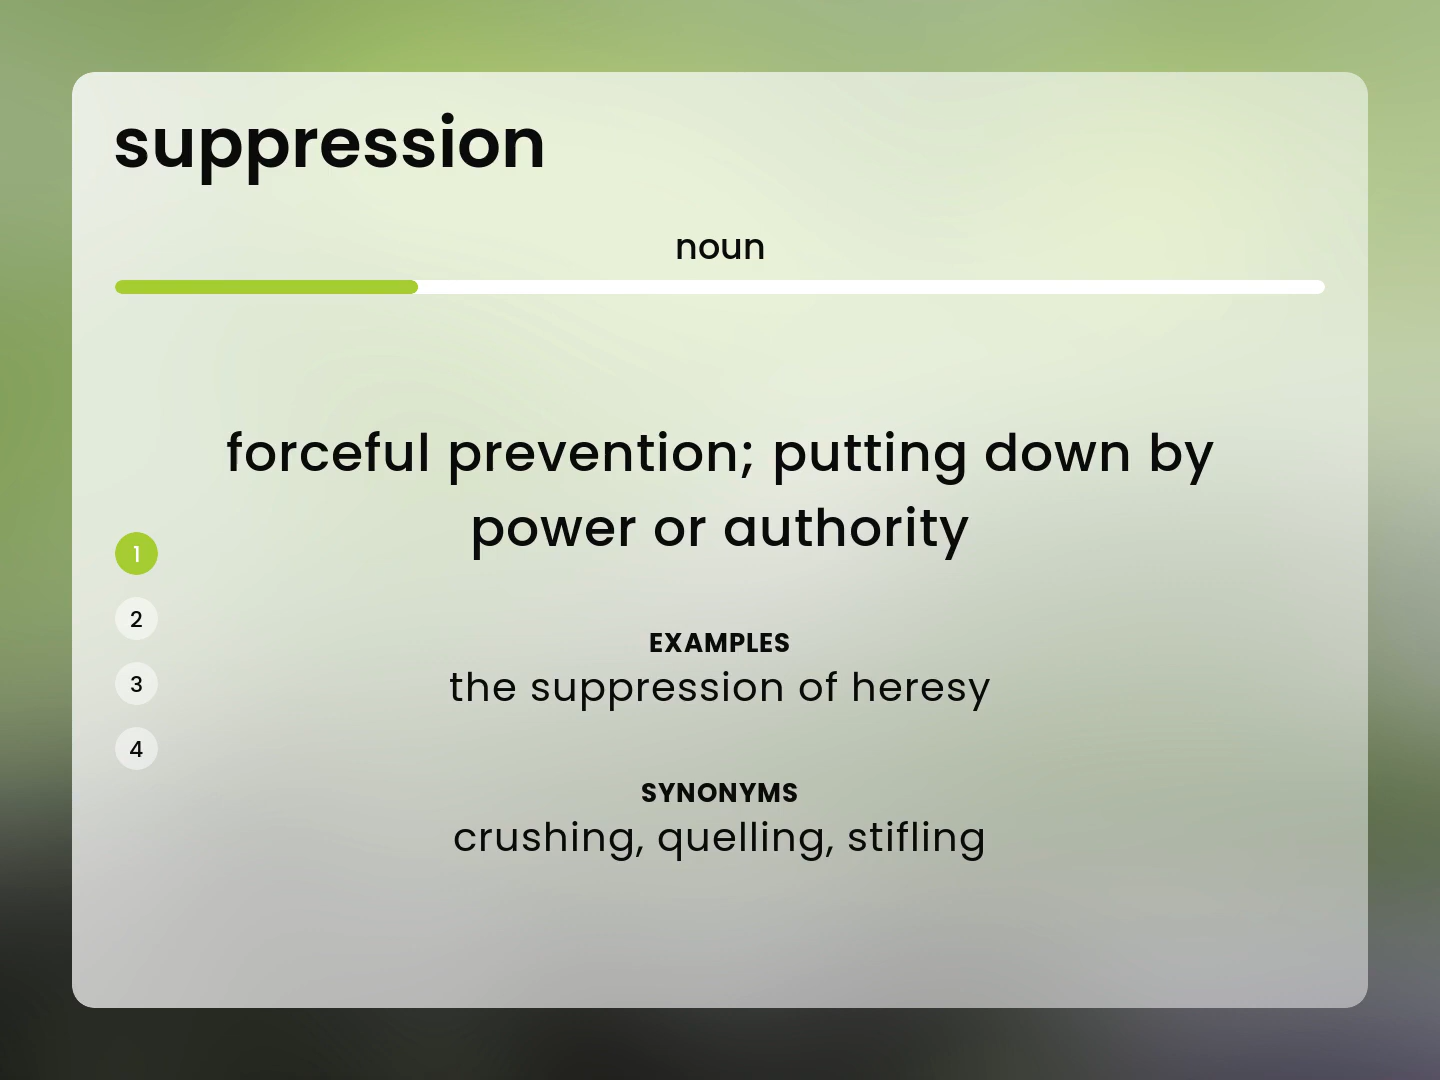 suppression
noun
forceful prevention; putting down by
power or authority
1
2
3
4
EXAMPLES
the suppression of heresy
SYNONYMS
crushing, quelling, stifling